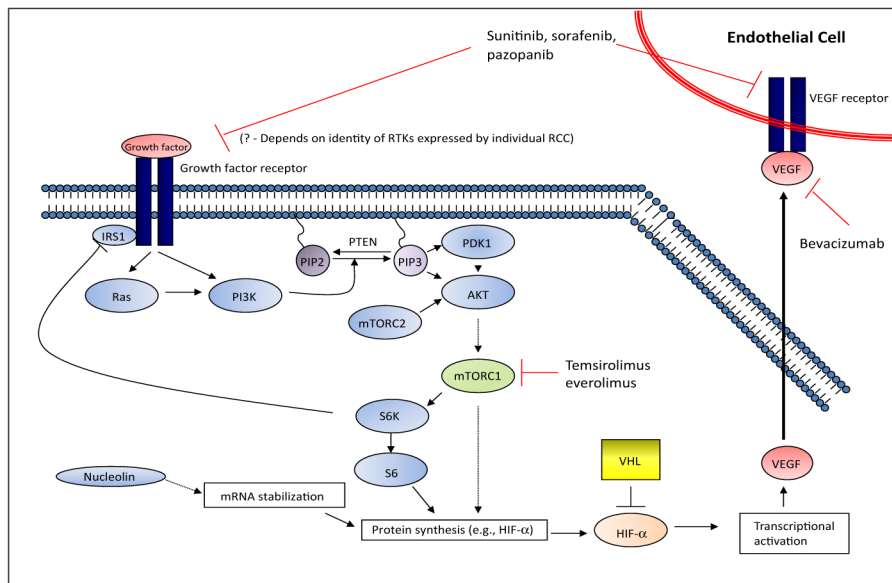 Sunitinib, sorafenib,
pazopanib
Endothelial Cell
VEGF receptor
(? - Depends on identity of RTKs expressed by individual RCC)
Growth factor
Growth factor receptor
VEGF
IRS1
PTEN
PDK1
PIP2
PIP3
Bevacizumab
Ras
PI3K
AKT
mTORC2
mTORC1
Temsirolimus
everolimus
S6K
VHL
S6
VEGF
Nucleolin
mRNA stabilization
Protein synthesis (e.g., HIF-α)
HIF-α
Transcriptional
activation